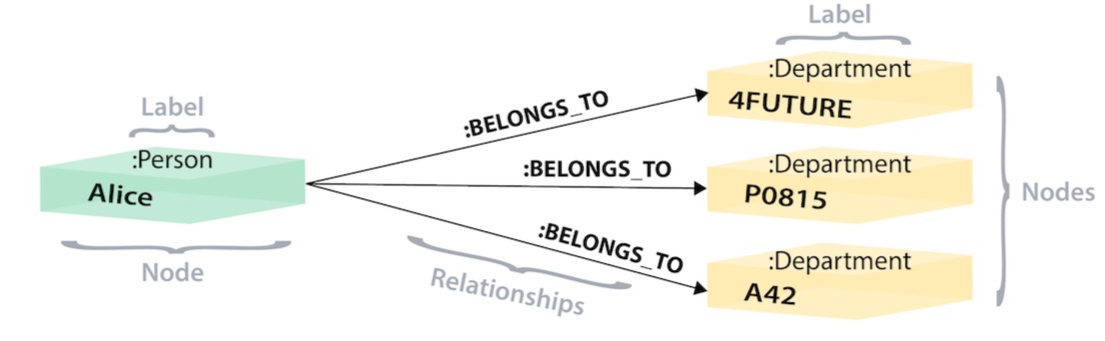 Label
:Person
Alice
Node
:BELONGS_TO
:BELONGS_TO
:BELONGS_TO
Relationships
Label
:Department
4FUTURE
:Department
P0815
:Department
A42
Nodes